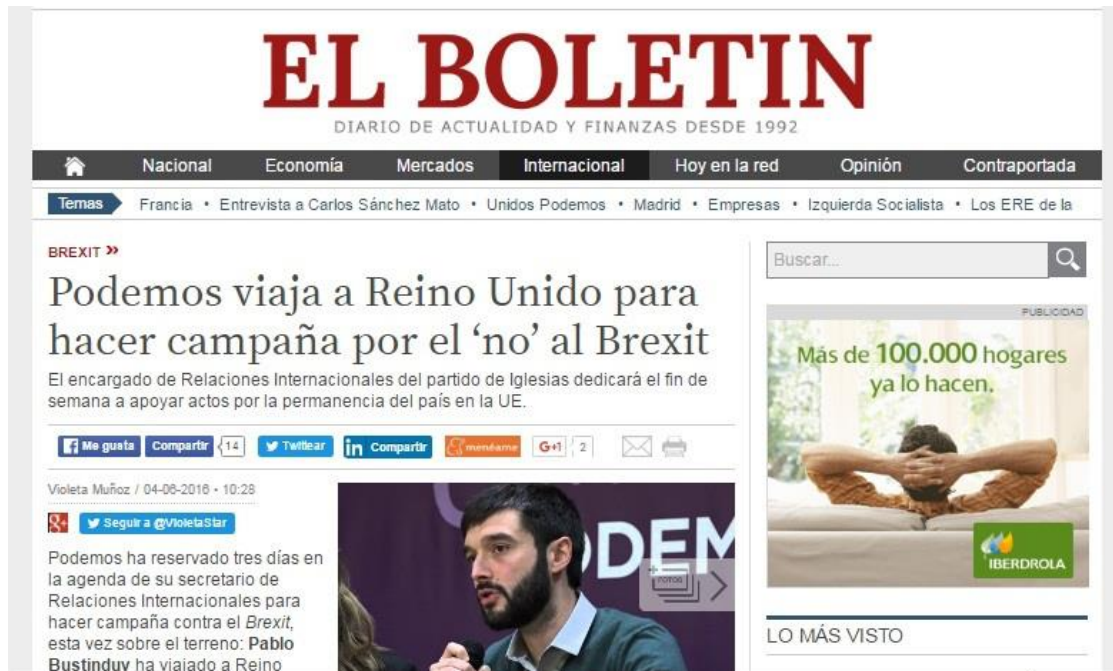 EL BOLETIN
DIARIO DE ACTUALIDAD Y FINANZAS DESDE 1992
Nacional Economía Mercados Internacional Hoy en la red Opinión Contraportada
Temas Francia • Entrevista a Carlos Sánchez Mato • Unidos Podemos • Madrid • Empresas • Izquierda Socialista • Los ERE de la
BREXIT »
Podemos viaja a Reino Unido para
hacer campaña por el ‘no’ al Brexit
El encargado de Relaciones Internacionales del partido de Iglesias dedicará el fin de
semana a apoyar actos por la permanencia del país en la UE.
Me gusta Compartir 14 Twittear in Compartir menéame G+1 2
Violeta Muñoz / 04-06-2016 • 10:28
Seguir a @VioletaStar
Podemos ha reservado tres días en
la agenda de su secretario de
Relaciones Internacionales para
hacer campaña contra el Brexit,
esta vez sobre el terreno: Pablo
Bustinduy ha viajado a Reino
ODEM
FOTOS
Buscar...
PUBLICIDAD
Más de 100.000 hogares
ya lo hacen.
IBERDROLA
LO MÁS VISTO